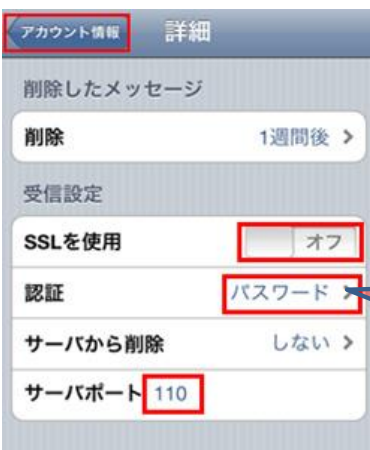 アカウント情報 詳細
削除したメッセージ
削除 1週間後 >
受信設定
SSLを使用 オフ
認証 パスワード >
サーバから削除 しない >
サーバポート 110